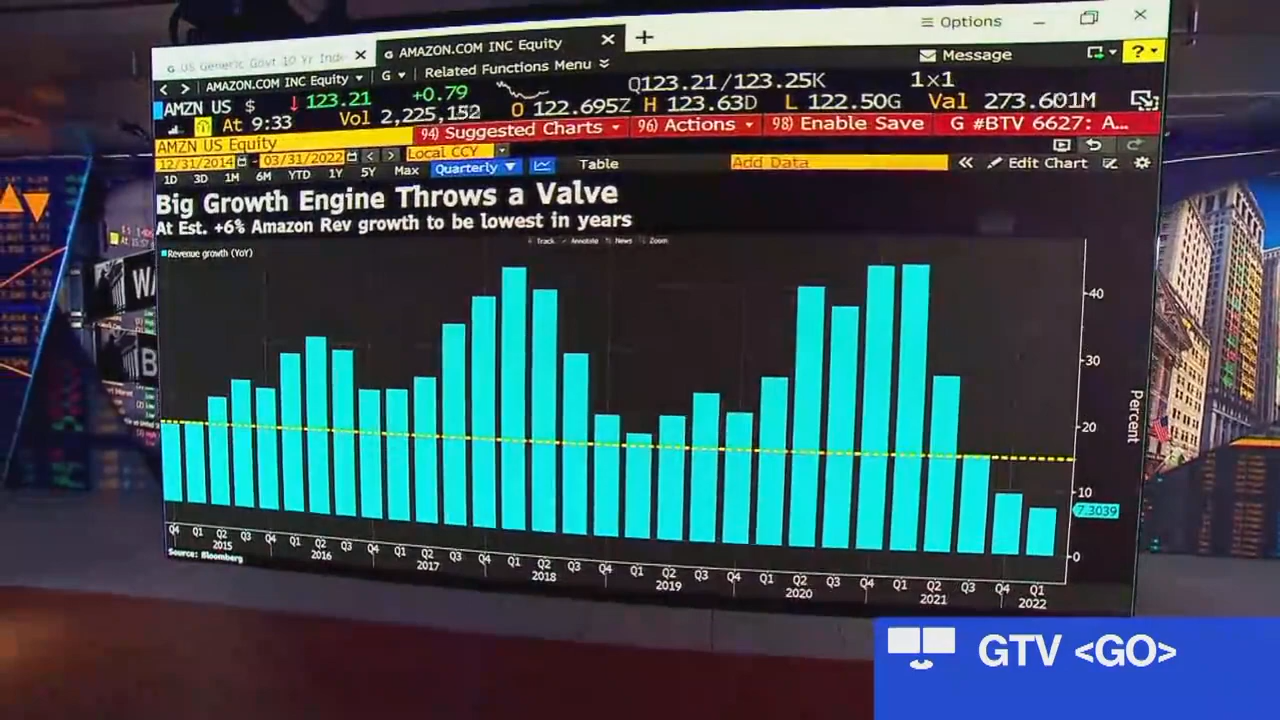 Options
US Generic Govt 10 Yr
AMAZON.COM INC Equity
AMAZON.COM INC Equity
G
Related Functions Menu
Message
?
AMZN US $ ↓ 123.21 +0.79
Q123.21/123.25K 1×1
At 9:33 Vol 2,225,152 O 122.695Z H 123.63D L 122.50G Val 273.601M
AMZN US Equity
94) Suggested Charts 96) Actions 98) Enable Save G #BTV 6627: A...
12/31/2014 - 03/31/2022 Local CCY
1D 3D 1M 6M YTD 1Y 5Y Max Quarterly Table Add Data Edit Chart
Big Growth Engine Throws a Valve
At Est. +6% Amazon Rev growth to be lowest in years
Track Annotate News Zoom
Revenue growth (YoY)
40
30
20
10
7.3039
0
Percent
Q4 Q1 Q2 Q3 Q4 Q1 Q2 Q3 Q4 Q1 Q2 Q3 Q4 Q1 Q2 Q3 Q4 Q1 Q2 Q3 Q4 Q1 Q2 Q3 Q4 Q1 Q2 Q3 Q4 Q1
2015 2016 2017 2018 2019 2020 2021 2022
Source: Bloomberg
GTV <GO>